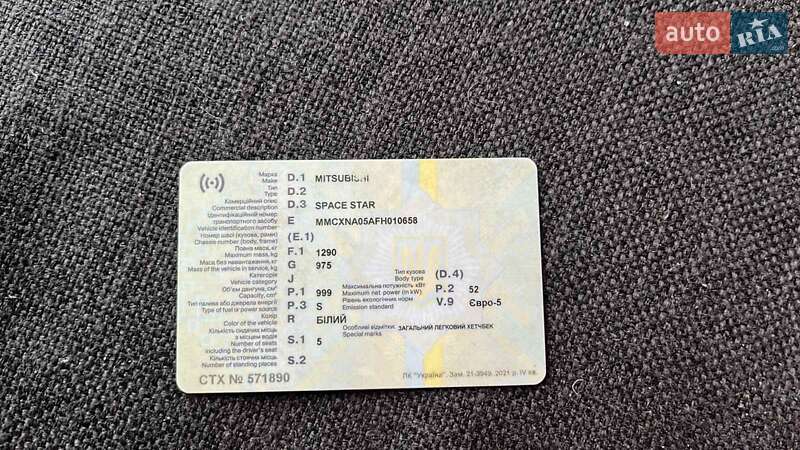 auto RIA
Марка D.1 MITSUBISHI
Make
Тип D.2
Type
Комерційний опис D.3 SPACE STAR
Commercial description
Ідентифікаційний номер
транспортного засобу E MMCXNA05AFH010658
Vehicle identification number
Номер шасі (кузова, рами) (E.1)
Chassis number (body, frame)
Повна маса, кг F.1 1290
Maximum mass, kg
Маса без навантаження, кг G 975
Mass of the vehicle in service, kg
Категорія J Тип кузова (D.4)
Vehicle category Body type
Об'єм двигуна, см³ P.1 999 Максимальна потужність кВт P.2 52
Capacity, cm³ Maximum net power (in kW)
Тип палива або джерела енергії P.3 S Рівень екологічних норм V.9 Євро-5
Type of fuel or power source Emission standard
Колір R БІЛИЙ Особливі відмітки: ЗАГАЛЬНИЙ ЛЕГКОВИЙ ХЕТЧБЕК
Color of the vehicle Special marks
Кількість сидячих місць
з місцем водія S.1 5
Number of seats
including the driver's seat
Кількість стоячих місць S.2
Number of standing places
СТХ № 571890
ПК "Україна". Зам. 21-3949. 2021 р. IV кв.